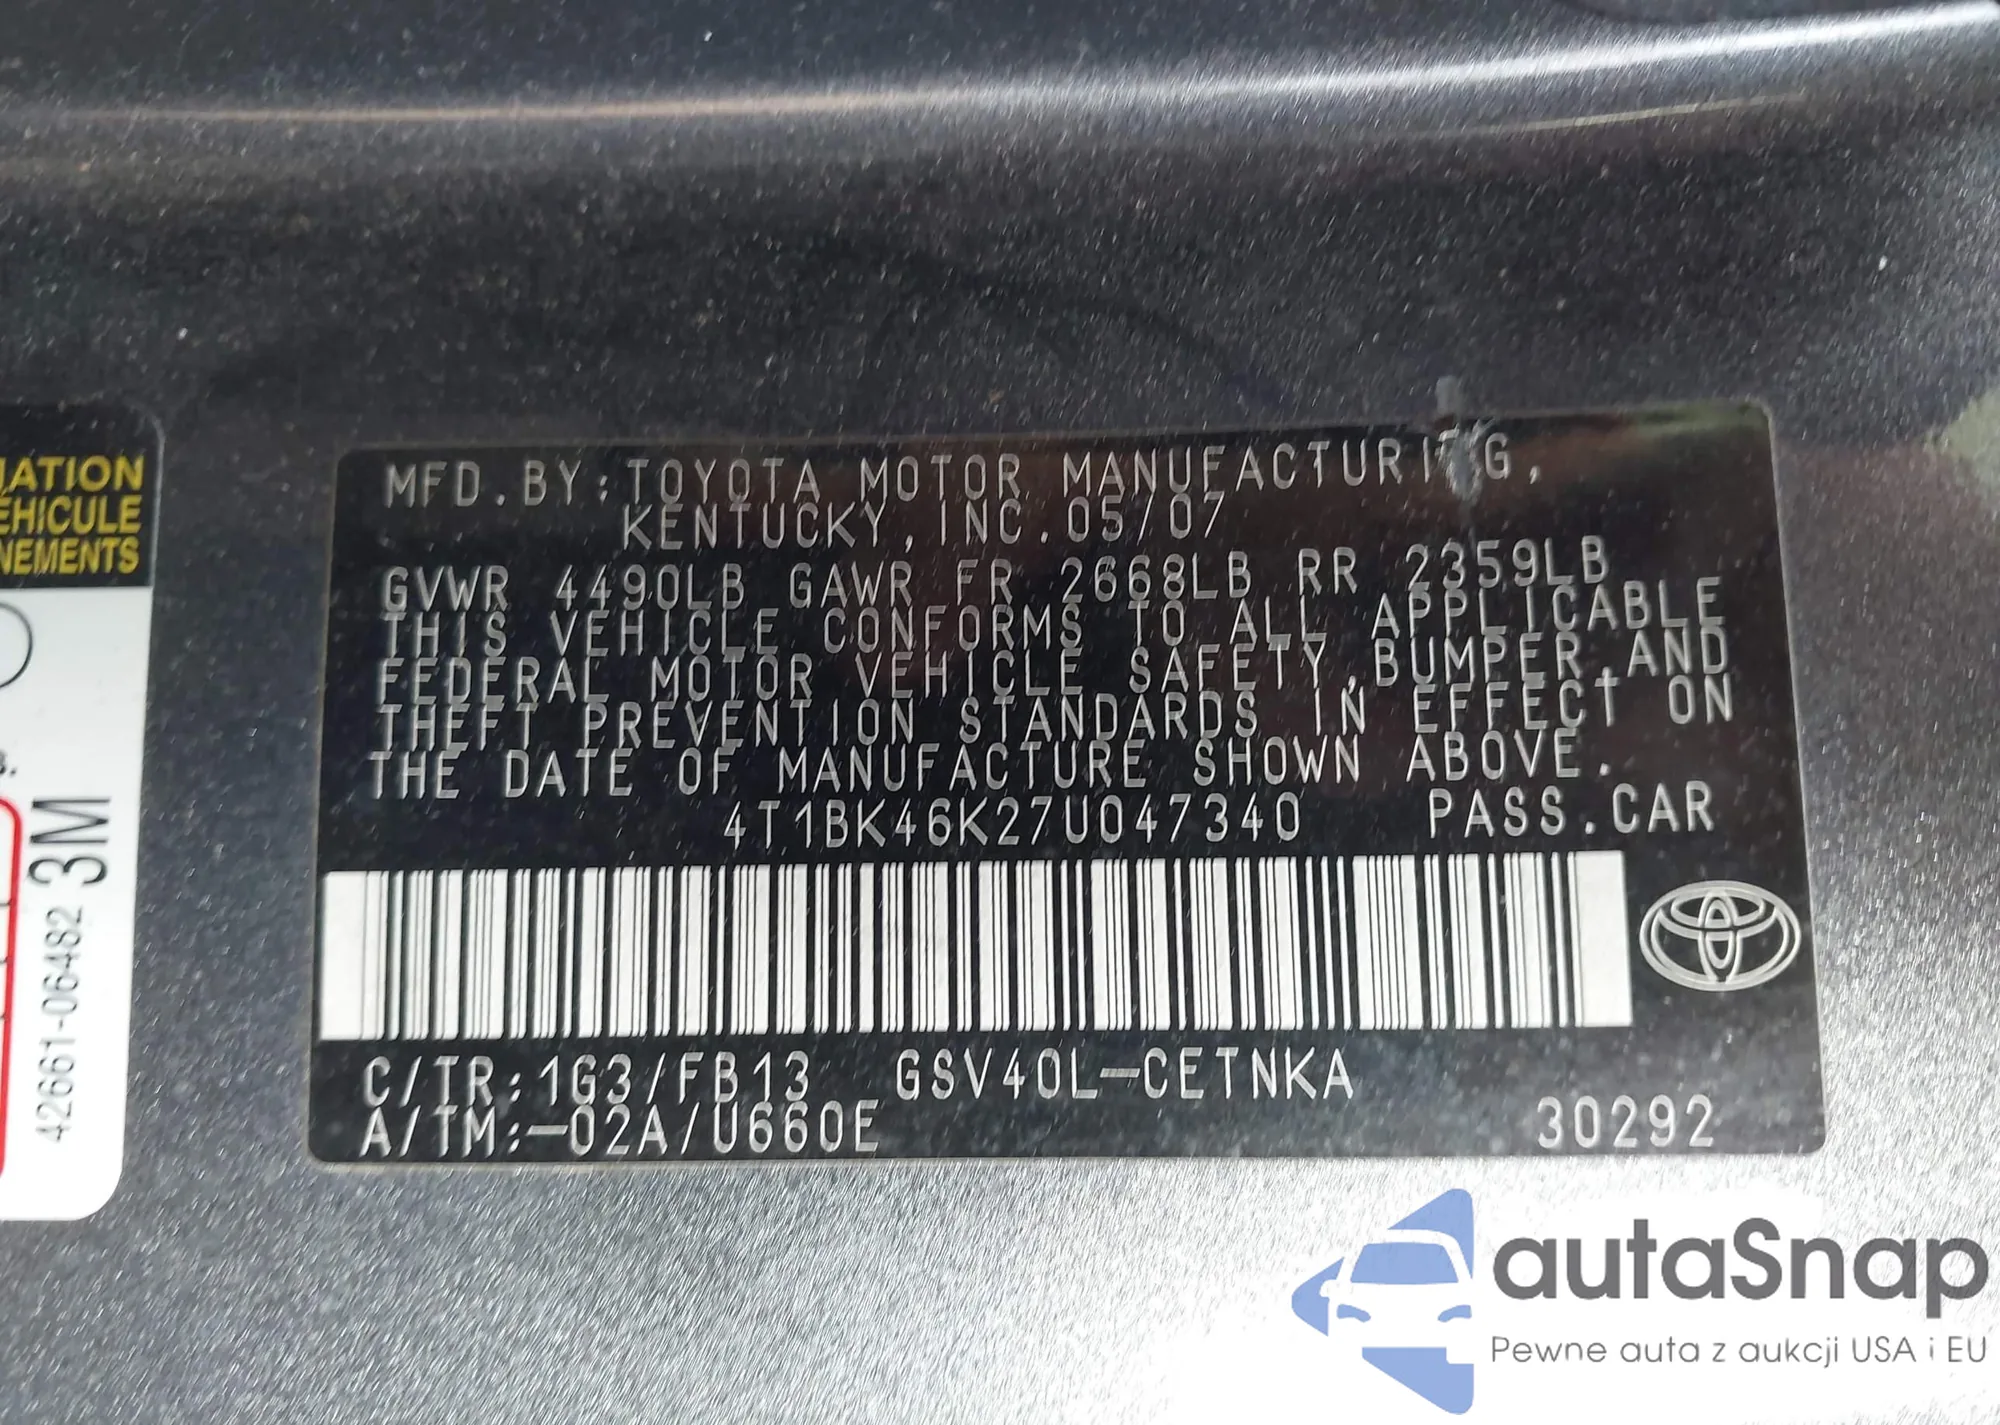 MATION
ÉHICULE
NEMENTS
s.
42661-06482 3M
MFD.BY:TOYOTA MOTOR MANUFACTURING,
KENTUCKY,INC.05/07
GVWR 4490LB GAWR FR 2668LB RR 2359LB
THIS VEHICLE CONFORMS TO ALL APPLICABLE
FEDERAL MOTOR VEHICLE SAFETY,BUMPER,AND
THEFT PREVENTION STANDARDS IN EFFECT ON
THE DATE OF MANUFACTURE SHOWN ABOVE.
4T1BK46K27U047340 PASS.CAR
C/TR:1G3/FB13 GSV40L-CETNKA
A/TM:-02A/U660E 30292
autaSnap
Pewne auta z aukcji USA i EU